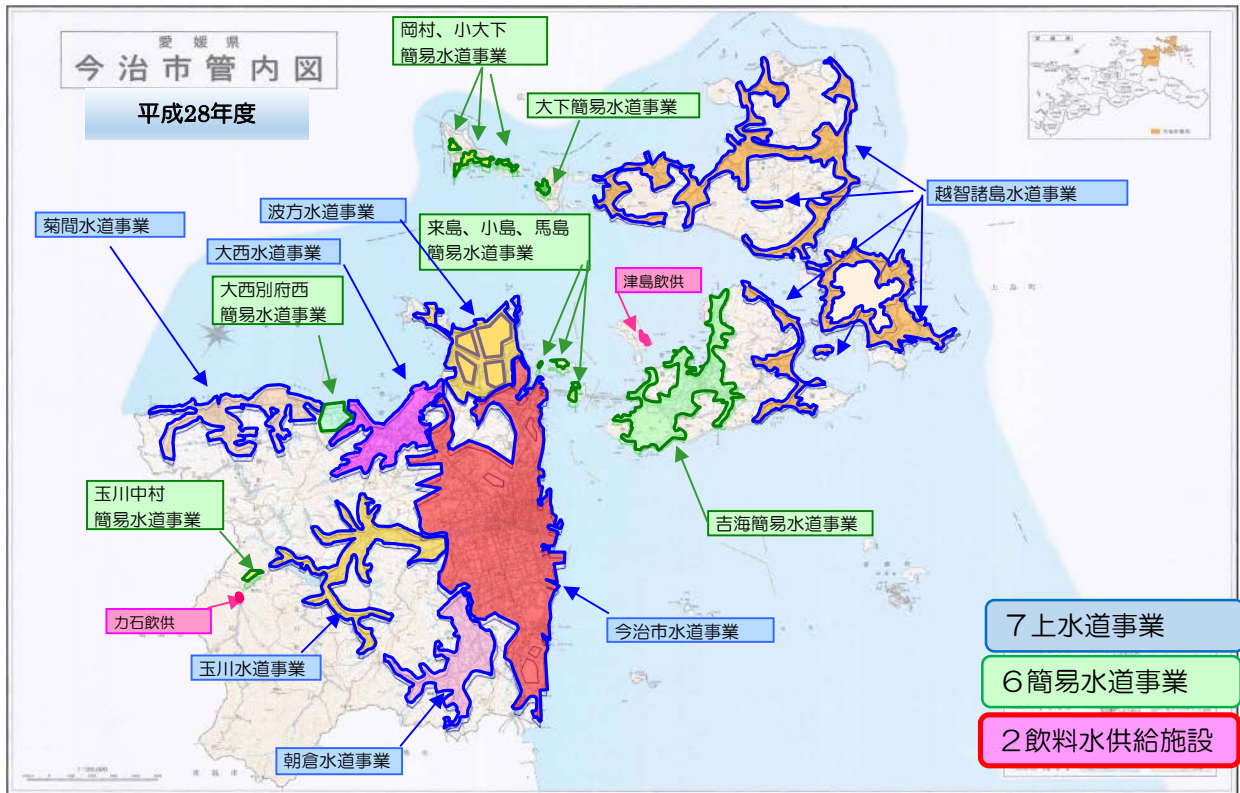 愛媛県
今治市管内図
平成28年度
岡村、小大下
簡易水道事業
大下簡易水道事業
越智諸島水道事業
菊間水道事業
波方水道事業
大西水道事業
来島、小島、馬島
簡易水道事業
大西別府西
簡易水道事業
津島飲供
上島町
玉川中村
簡易水道事業
吉海簡易水道事業
力石飲供
今治市水道事業
玉川水道事業
朝倉水道事業
7上水道事業
6簡易水道事業
2飲料水供給施設
1:100,000